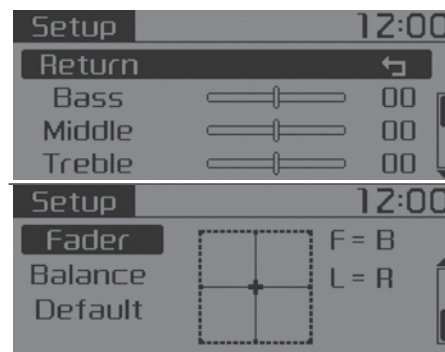 Setup 12:00
Return
Bass 00
Middle 00
Treble 00
Setup 12:00
Fader F = B
Balance L = R
Default